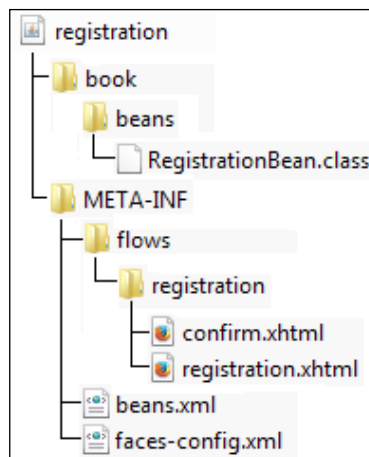 registration
book
beans
RegistrationBean.class
META-INF
flows
registration
confirm.xhtml
registration.xhtml
beans.xml
faces-config.xml